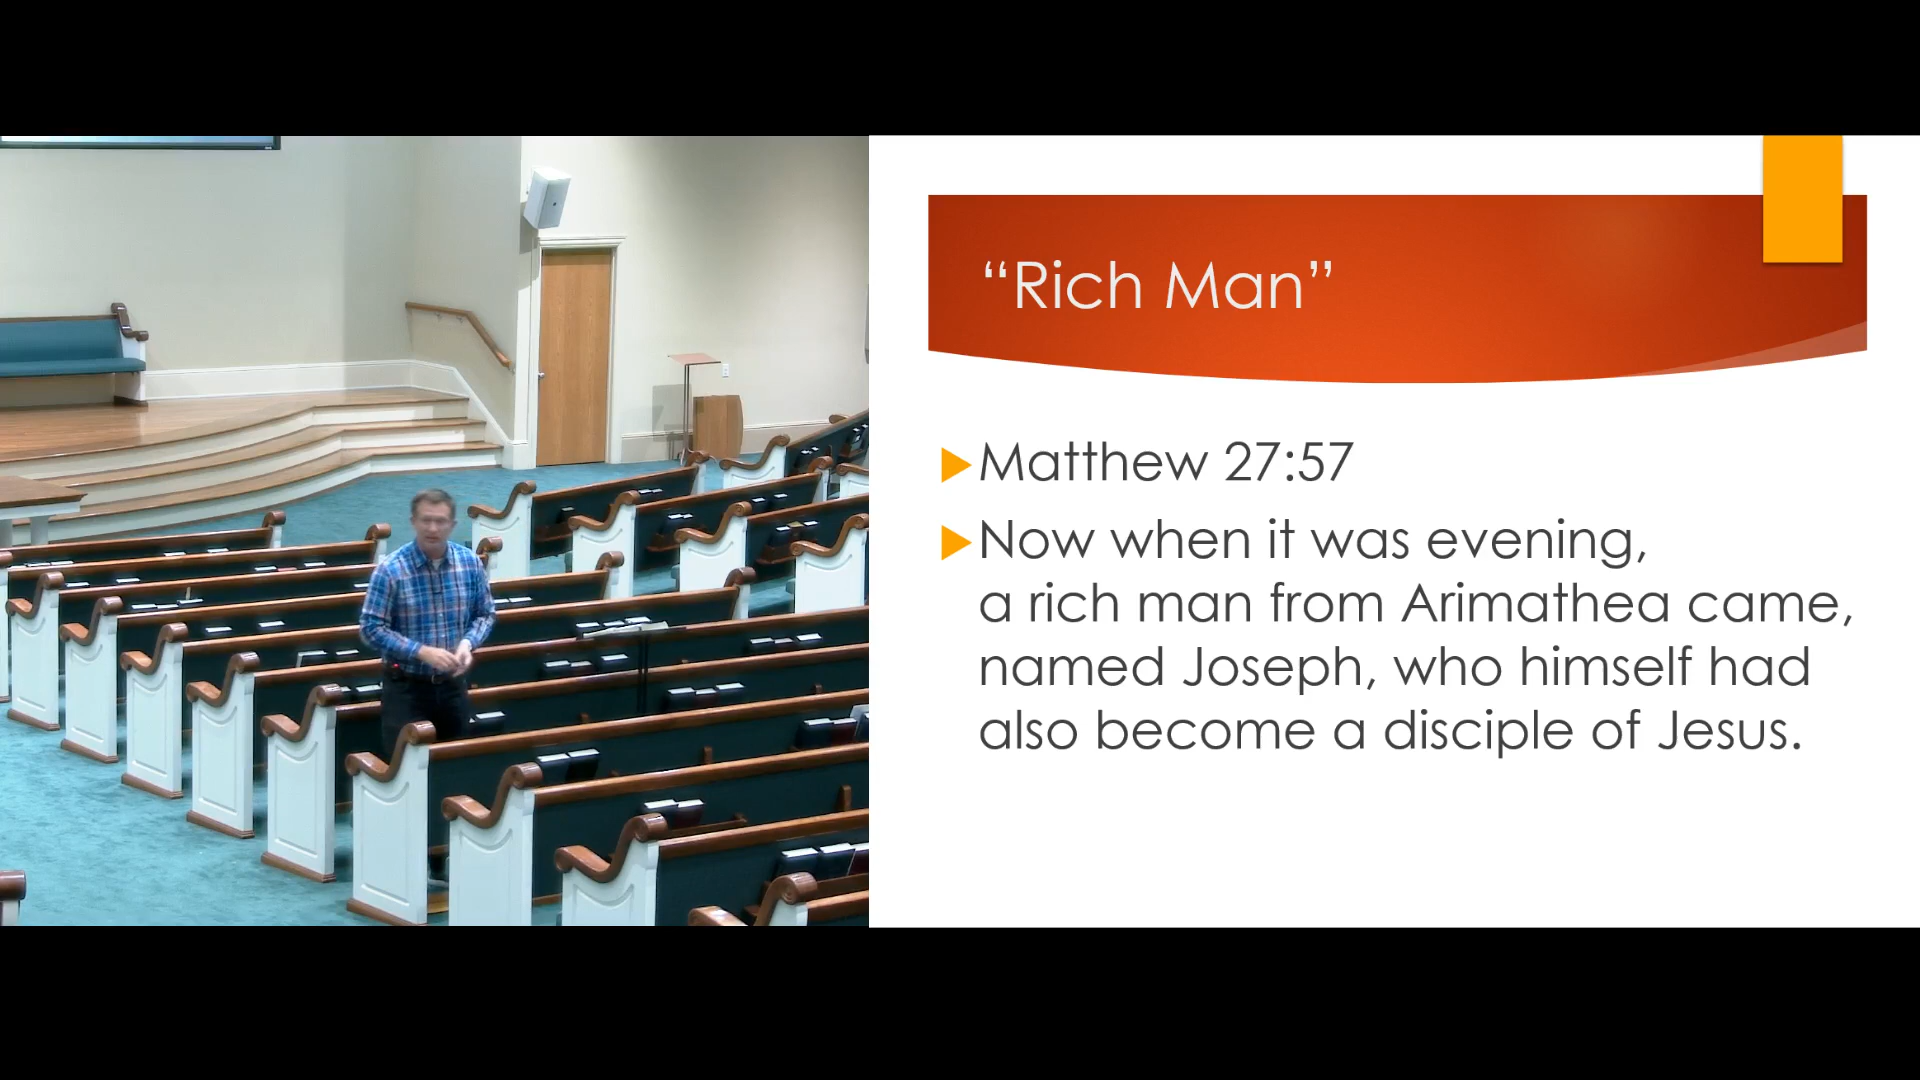 “Rich Man”
Matthew 27:57
Now when it was evening,
a rich man from Arimathea came,
named Joseph, who himself had
also become a disciple of Jesus.